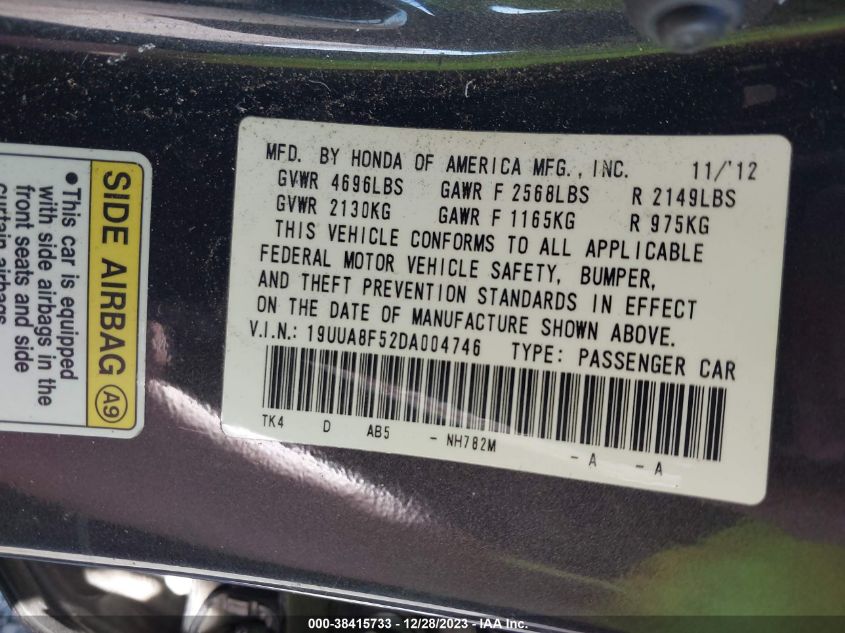 MFD. BY HONDA OF AMERICA MFG., INC. 11/'12
GVWR 4696LBS GAWR F 2568LBS R 2149LBS
GVWR 2130KG GAWR F 1165KG R 975KG
THIS VEHICLE CONFORMS TO ALL APPLICABLE
FEDERAL MOTOR VEHICLE SAFETY, BUMPER,
AND THEFT PREVENTION STANDARDS IN EFFECT
ON THE DATE OF MANUFACTURE SHOWN ABOVE.
V.I.N.: 19UUA8F52DA004746 TYPE: PASSENGER CAR
TK4 D AB5 - NH782M - A - A
SIDE AIRBAG A9
•This car is equipped
with side airbags in the
front seats and side
curtain airbags
000-38415733 - 12/28/2023 - IAA Inc.